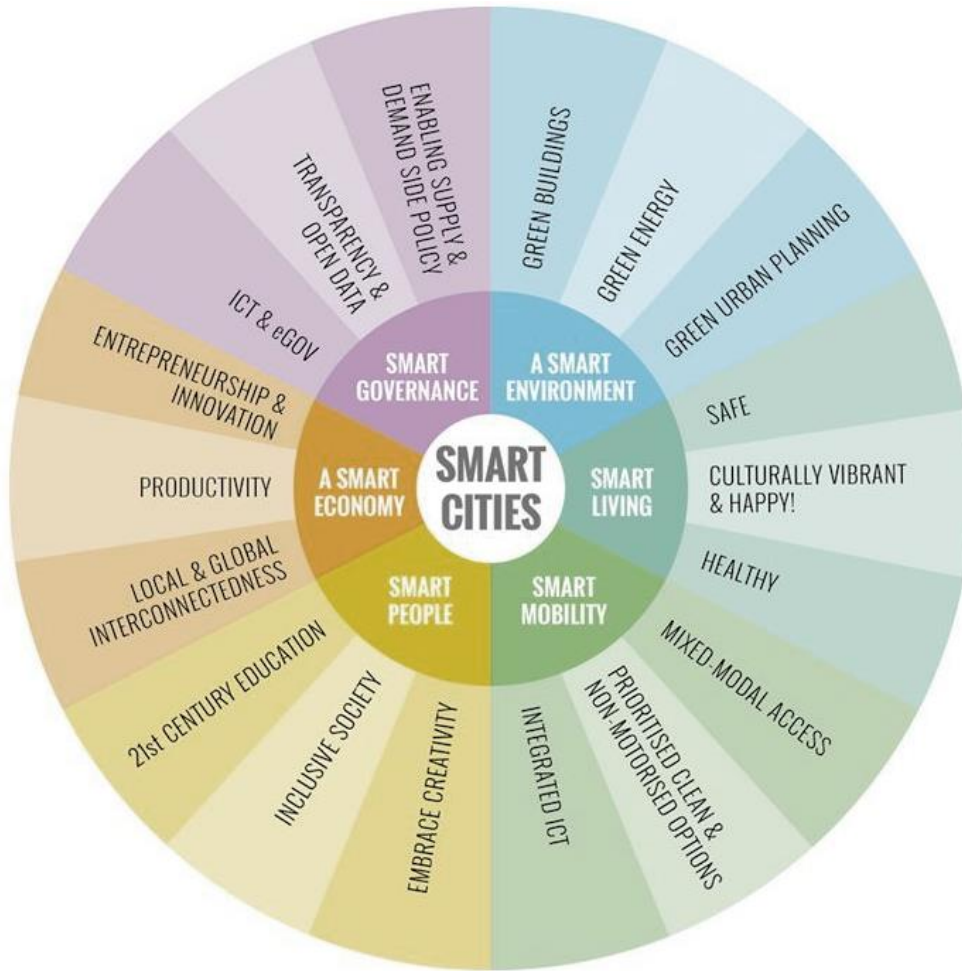 SMART
CITIES
A SMART
ENVIRONMENT
GREEN BUILDINGS
GREEN ENERGY
GREEN URBAN PLANNING
SMART
LIVING
SAFE
CULTURALLY VIBRANT
& HAPPY!
HEALTHY
SMART
MOBILITY
MIXED-MODAL ACCESS
PRIORITISED CLEAN &
NON MOTORISED OPTIONS
INTEGRATED ICT
SMART
PEOPLE
EMBRACE CREATIVITY
INCLUSIVE SOCIETY
21st CENTURY EDUCATION
A SMART
ECONOMY
LOCAL & GLOBAL
INTERCONNECTEDNESS
PRODUCTIVITY
ENTREPRENEURSHIP &
INNOVATION
SMART
GOVERNANCE
ICT & eGOV
TRANSPARENCY &
OPEN DATA
ENABLING SUPPLY &
DEMAND SIDE POLICY